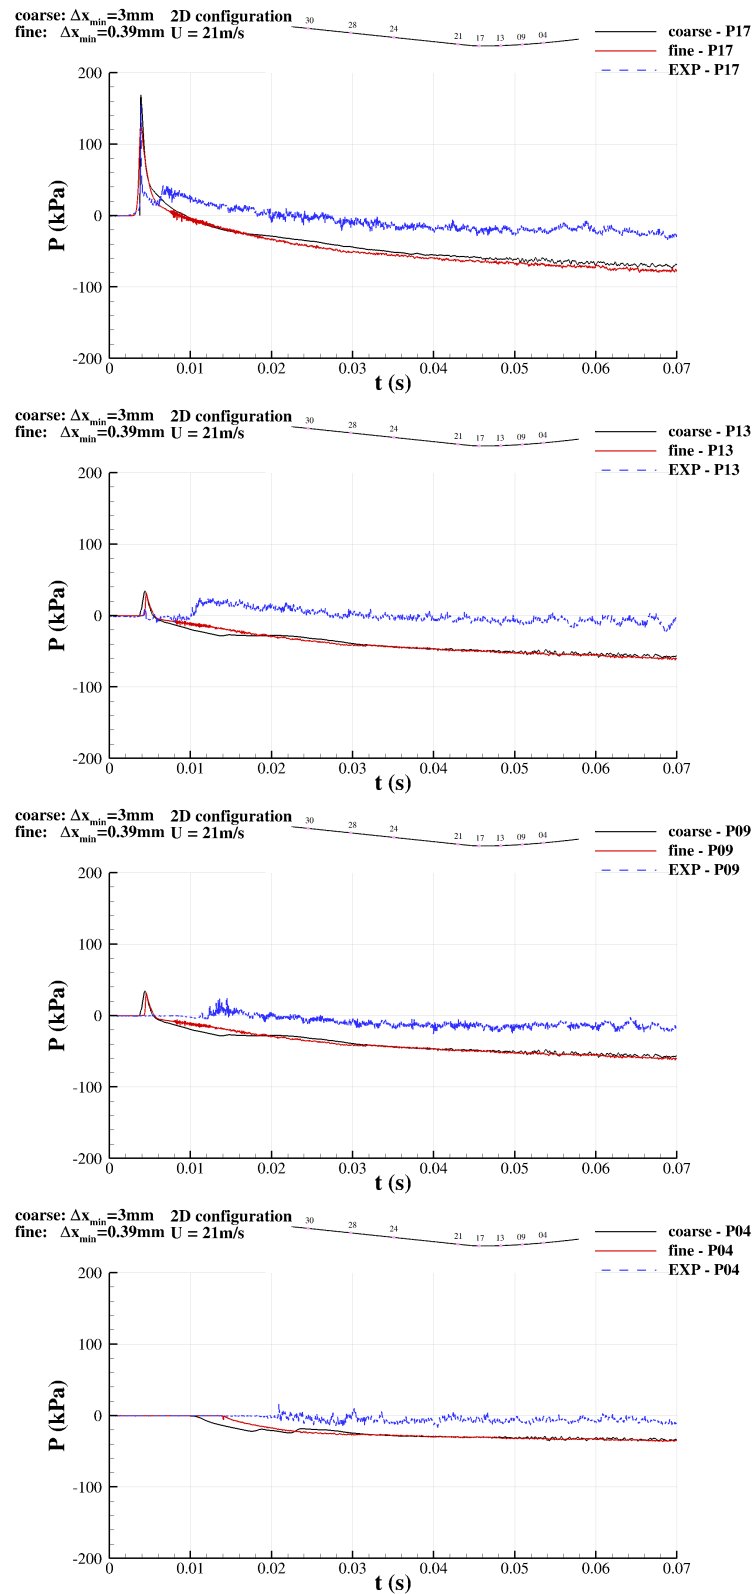 coarse: Δx_min=3mm 2D configuration
fine: Δx_min=0.39mm U = 21m/s
30 28 24 21 17 13 09 04
coarse - P17
fine - P17
EXP - P17
200
100
0
-100
-200
P (kPa)
0 0.01 0.02 0.03 0.04 0.05 0.06 0.07
t (s)
coarse: Δx_min=3mm 2D configuration
fine: Δx_min=0.39mm U = 21m/s
30 28 24 21 17 13 09 04
coarse - P13
fine - P13
EXP - P13
200
100
0
-100
-200
P (kPa)
0 0.01 0.02 0.03 0.04 0.05 0.06 0.07
t (s)
coarse: Δx_min=3mm 2D configuration
fine: Δx_min=0.39mm U = 21m/s
30 28 24 21 17 13 09 04
coarse - P09
fine - P09
EXP - P09
200
100
0
-100
-200
P (kPa)
0 0.01 0.02 0.03 0.04 0.05 0.06 0.07
t (s)
coarse: Δx_min=3mm 2D configuration
fine: Δx_min=0.39mm U = 21m/s
30 28 24 21 17 13 09 04
coarse - P04
fine - P04
EXP - P04
200
100
0
-100
-200
P (kPa)
0 0.01 0.02 0.03 0.04 0.05 0.06 0.07
t (s)